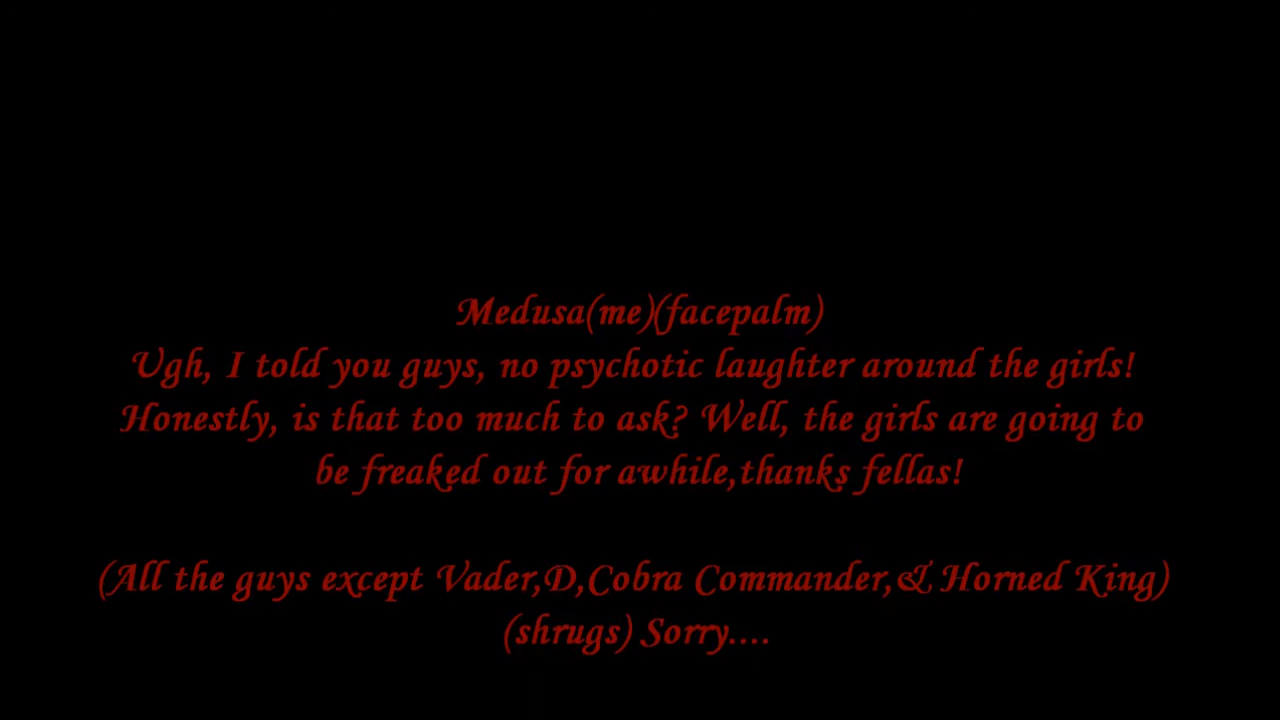 Medusa(me)(facepalm)
Ugh, I told you guys, no psychotic laughter around the girls!
Honestly, is that too much to ask? Well, the girls are going to
be freaked out for awhile,thanks fellas!
(All the guys except Vader,D,Cobra Commander,& Horned King)
(shrugs) Sorry....